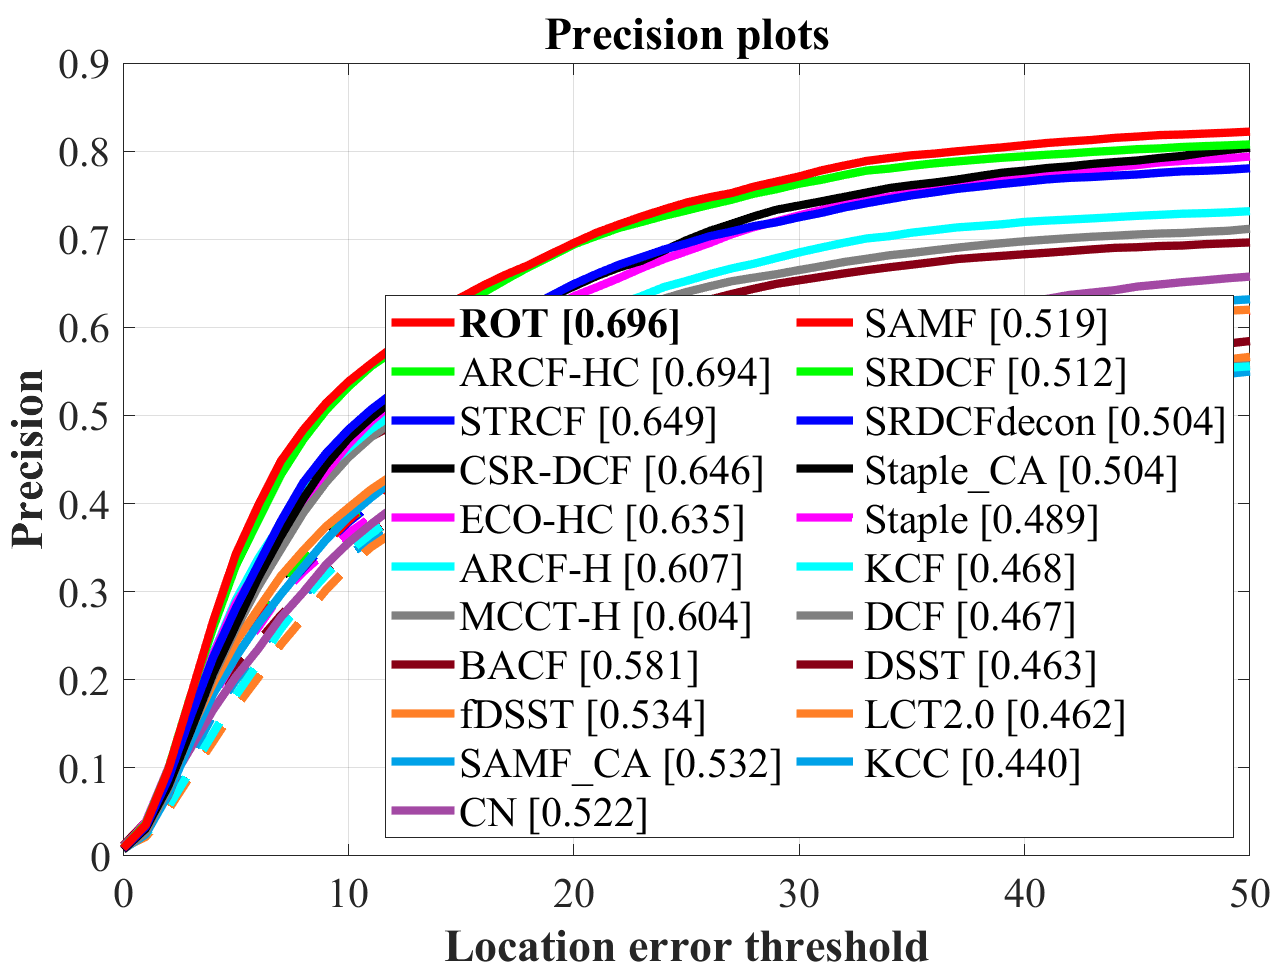 Precision plots
Precision
0.9
0.8
0.7
0.6
0.5
0.4
0.3
0.2
0.1
0
ROT [0.696]
ARCF-HC [0.694]
STRCF [0.649]
CSR-DCF [0.646]
ECO-HC [0.635]
ARCF-H [0.607]
MCCT-H [0.604]
BACF [0.581]
fDSST [0.534]
SAMF_CA [0.532]
CN [0.522]
SAMF [0.519]
SRDCF [0.512]
SRDCFdecon [0.504]
Staple_CA [0.504]
Staple [0.489]
KCF [0.468]
DCF [0.467]
DSST [0.463]
LCT2.0 [0.462]
KCC [0.440]
0 10 20 30 40 50
Location error threshold